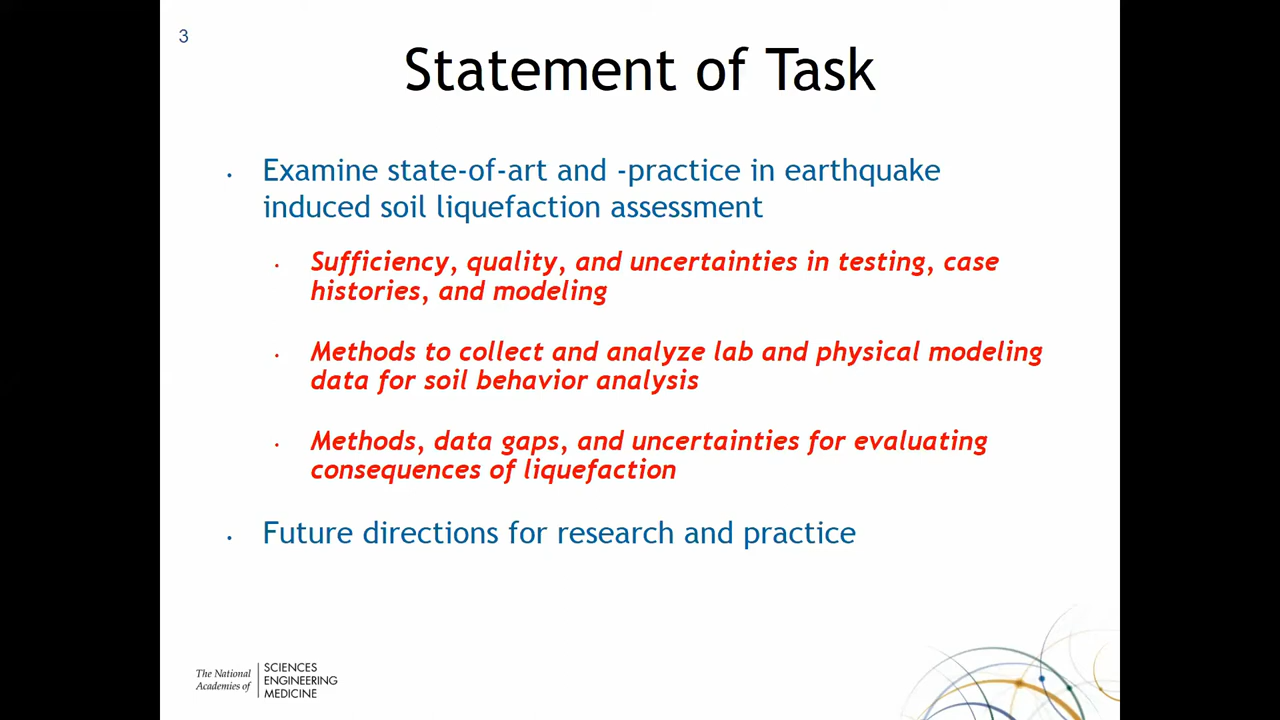 3
Statement of Task
• Examine state-of-art and -practice in earthquake
induced soil liquefaction assessment
• Sufficiency, quality, and uncertainties in testing, case
histories, and modeling
• Methods to collect and analyze lab and physical modeling
data for soil behavior analysis
• Methods, data gaps, and uncertainties for evaluating
consequences of liquefaction
• Future directions for research and practice
The National
Academies of
SCIENCES
ENGINEERING
MEDICINE